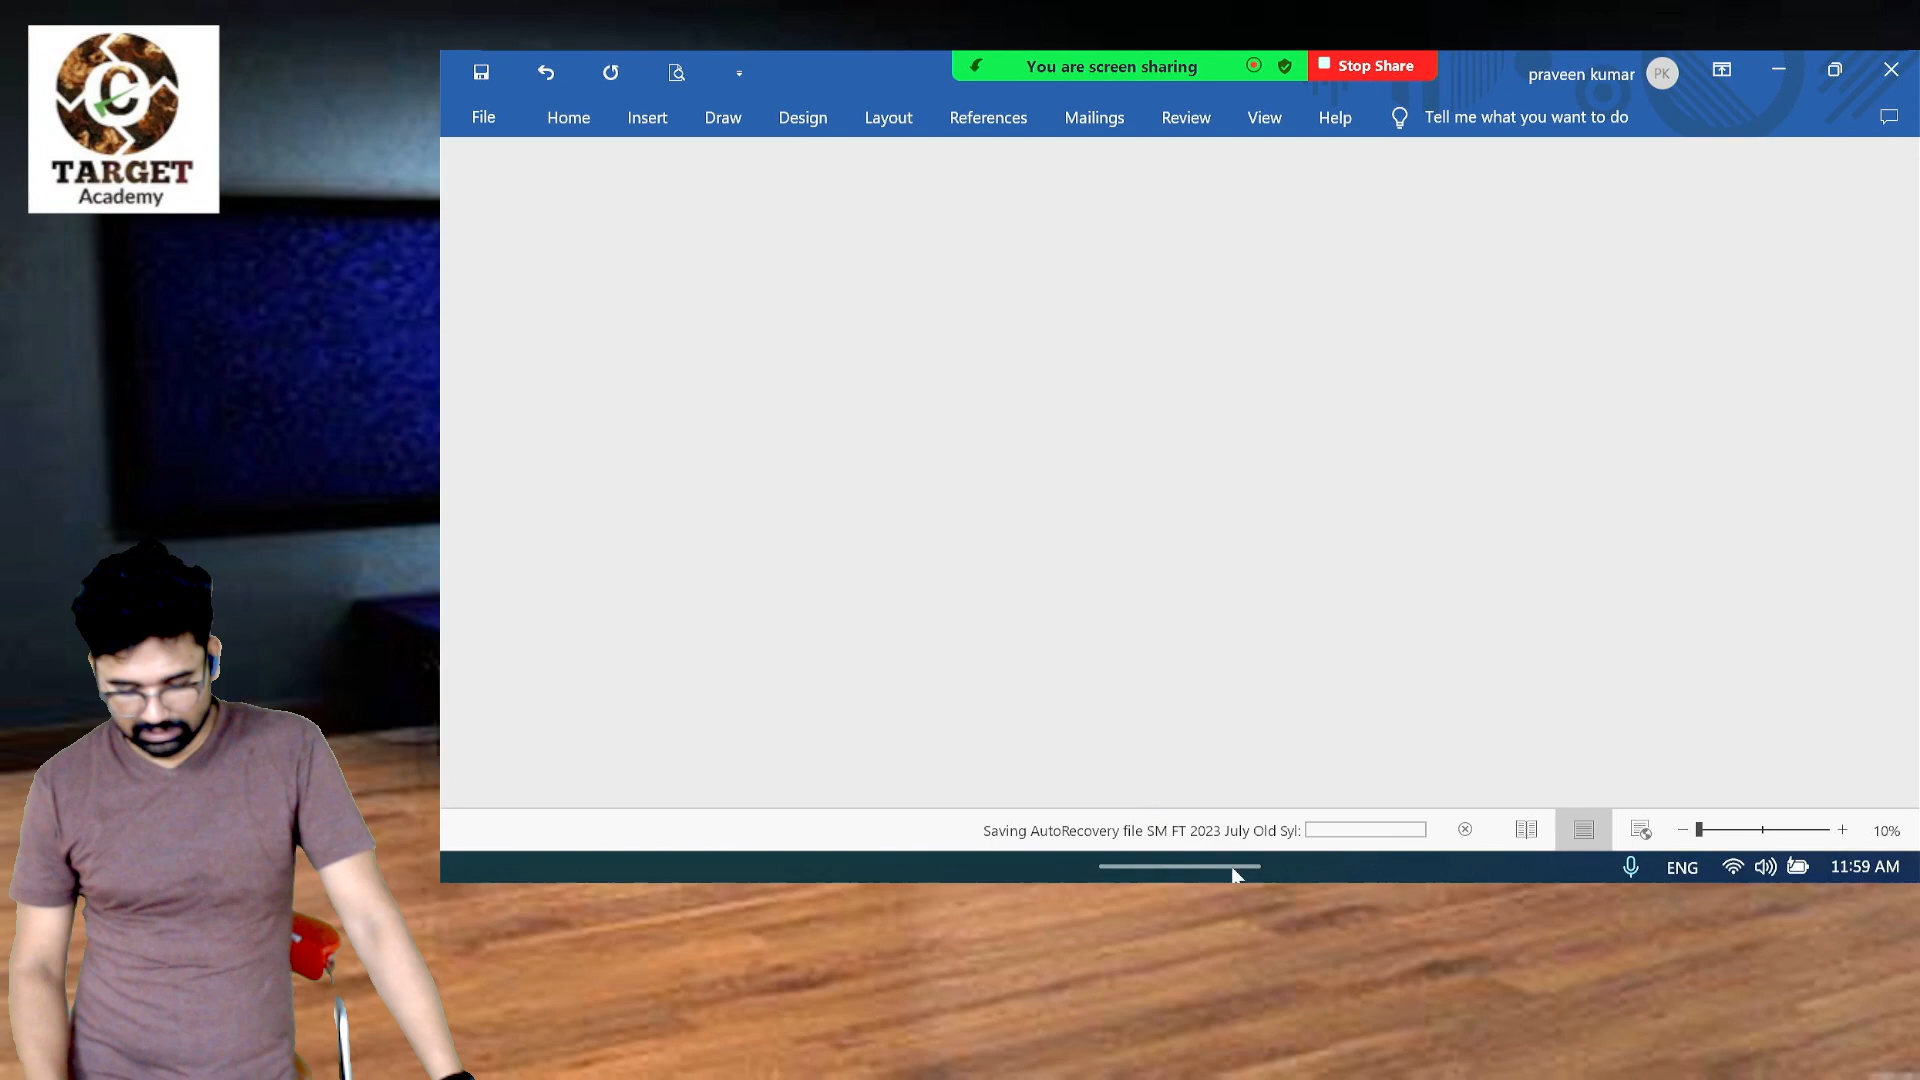 C
TARGET
Academy
You are screen sharing
Stop Share
praveen kumar
PK
File
Home
Insert
Draw
Design
Layout
References
Mailings
Review
View
Help
Tell me what you want to do
Saving AutoRecovery file SM FT 2023 July Old Syl:
10%
ENG
11:59 AM